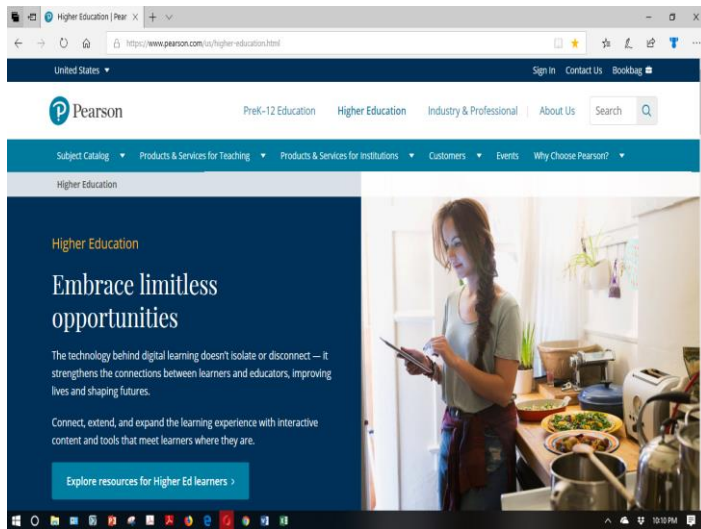 Higher Education | Pear
https://www.pearson.com/us/higher-education.html
United States
Sign In Contact Us Bookbag
Pearson
PreK–12 Education Higher Education Industry & Professional About Us Search
Subject Catalog Products & Services for Teaching Products & Services for Institutions Customers Events Why Choose Pearson?
Higher Education
Higher Education
Embrace limitless
opportunities
The technology behind digital learning doesn't isolate or disconnect — it
strengthens the connections between learners and educators, improving
lives and shaping futures.
Connect, extend, and expand the learning experience with interactive
content and tools that meet learners where they are.
Explore resources for Higher Ed learners ›
10:10 PM